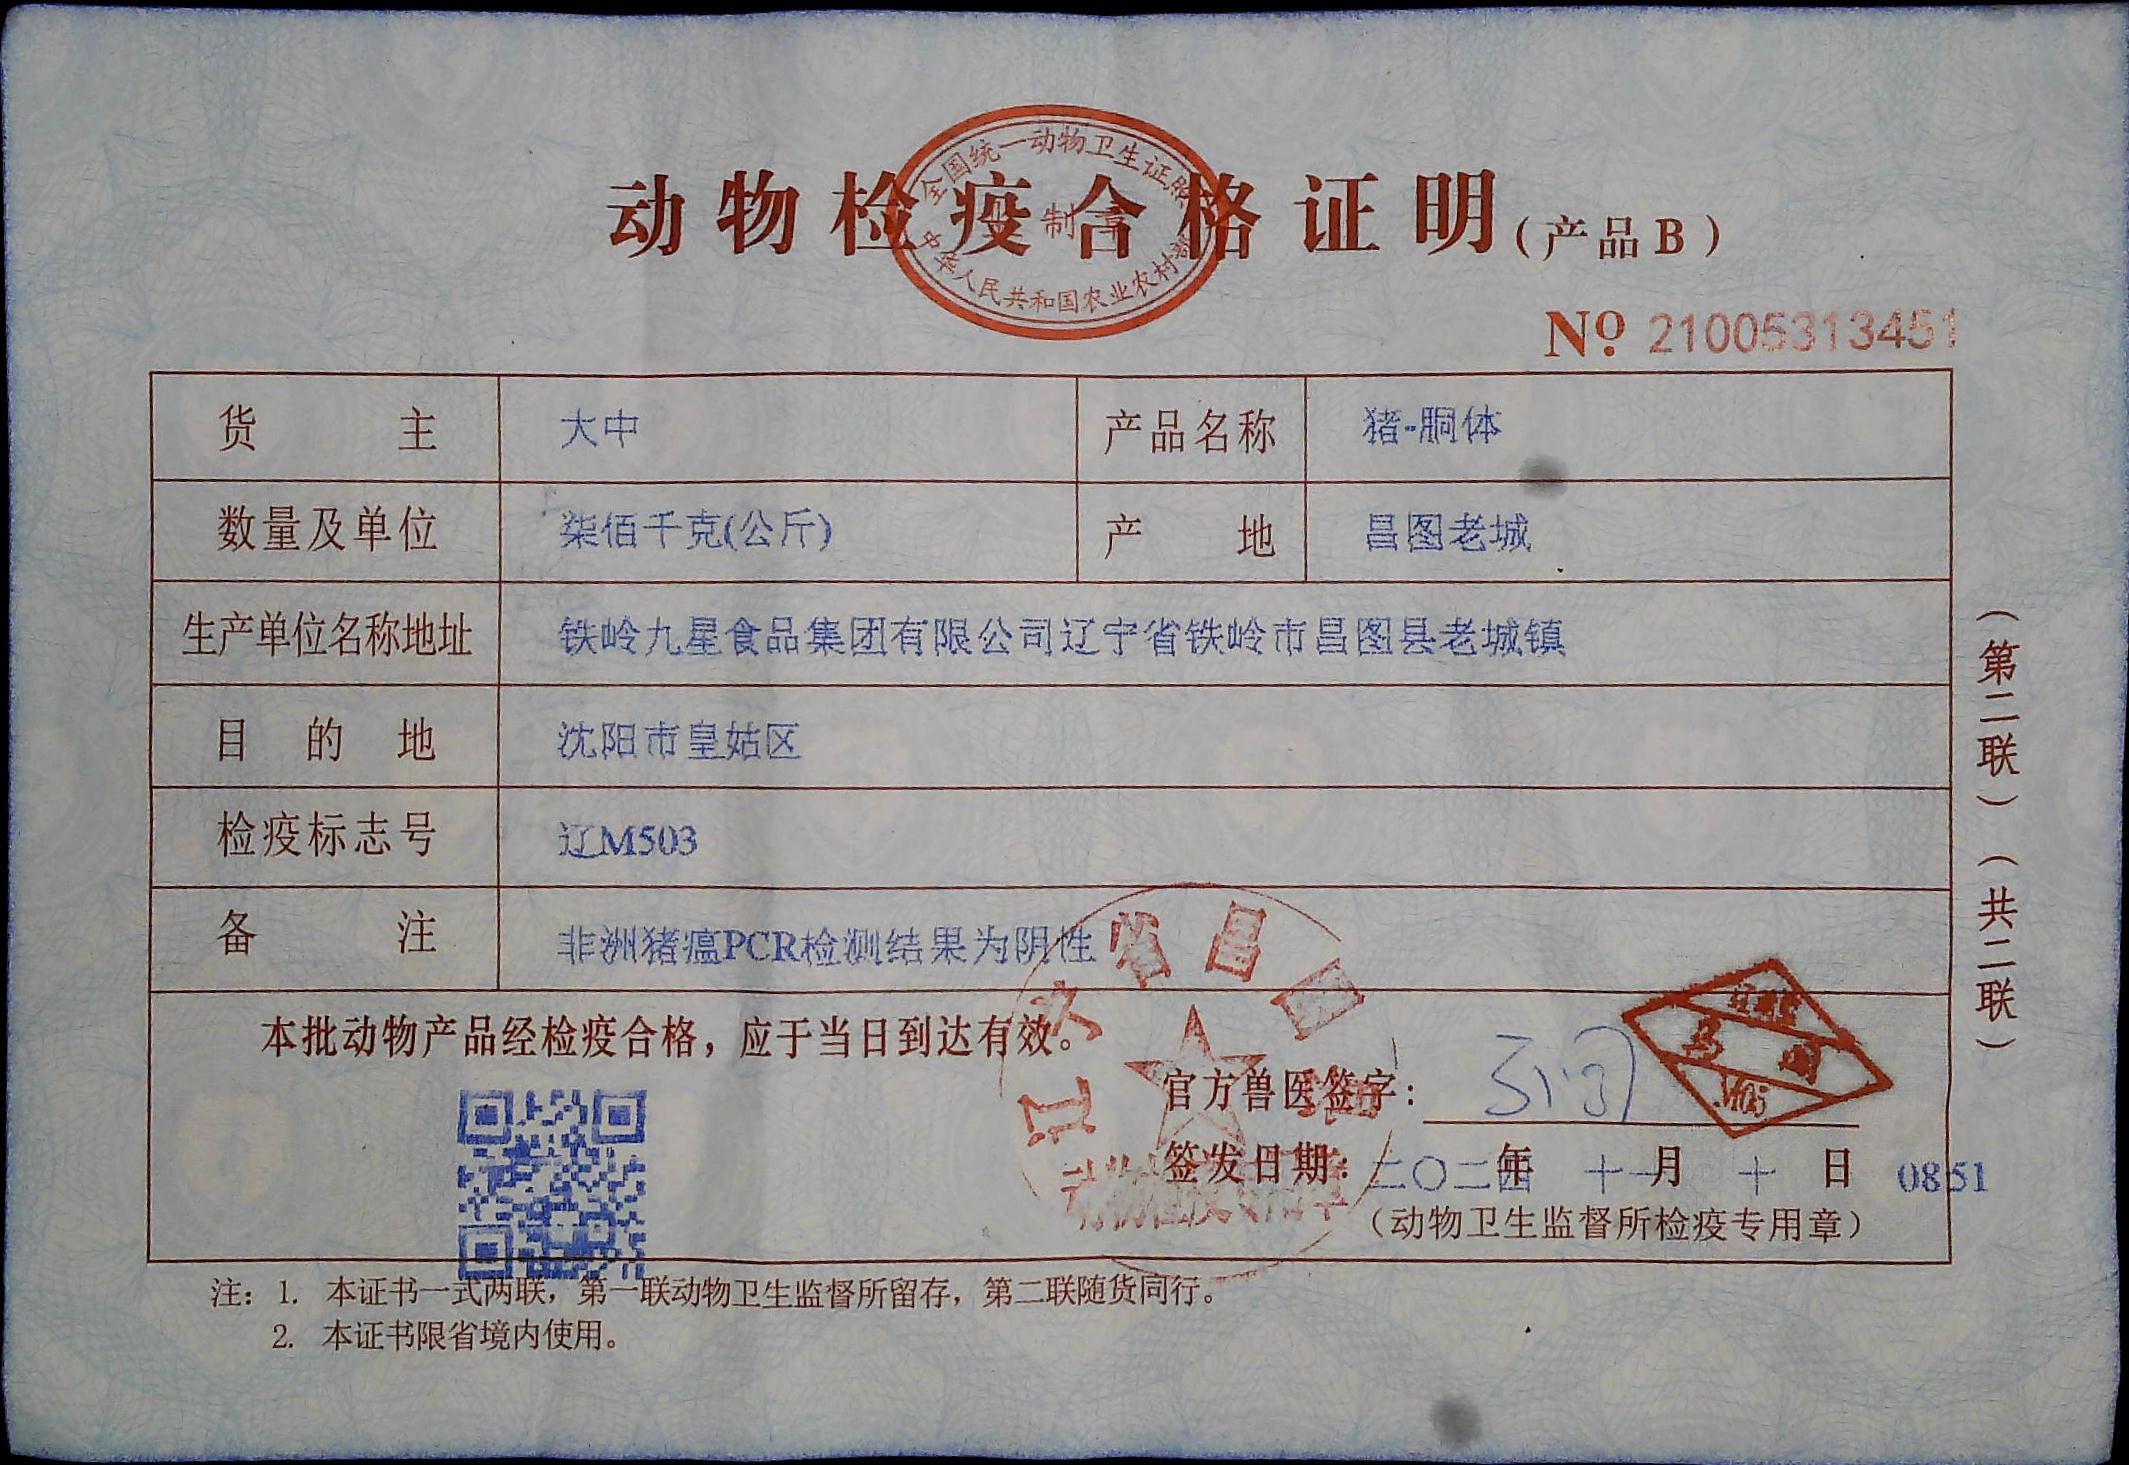 动物检疫合格证明(产品B)
全国统一动物卫生证照
监制章
中华人民共和国农业农村部
№ 21005313451
货主 大中 产品名称 猪-胴体
数量及单位 柒佰千克(公斤) 产地 昌图老城
生产单位名称地址 铁岭九星食品集团有限公司辽宁省铁岭市昌图县老城镇
目的地 沈阳市皇姑区
检疫标志号 辽M503
备注 非洲猪瘟PCR检测结果为阴性
本批动物产品经检疫合格，应于当日到达有效。
官方兽医签字：
M05
签发日期：二〇二四年十一月十日 0851
(动物卫生监督所检疫专用章)
(第二联)(共二联)
注：1. 本证书一式两联，第一联动物卫生监督所留存，第二联随货同行。
2. 本证书限省境内使用。